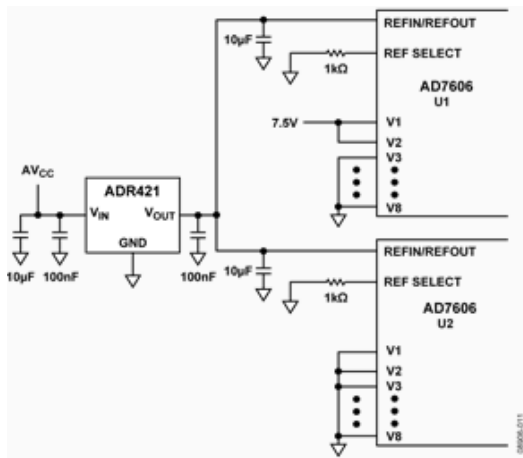 REFIN/REFOUT
10µF
REF SELECT
1kΩ
AD7606
U1
7.5V
V1
V2
V3
V8
AVCC
ADR421
VIN
VOUT
GND
10µF
100nF
100nF
REFIN/REFOUT
10µF
REF SELECT
1kΩ
AD7606
U2
V1
V2
V3
V8